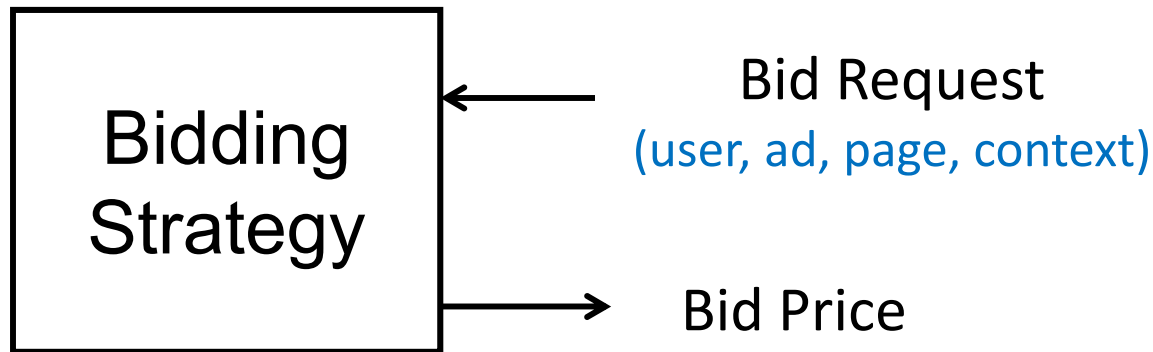 Bidding
Strategy
Bid Request
(user, ad, page, context)
Bid Price